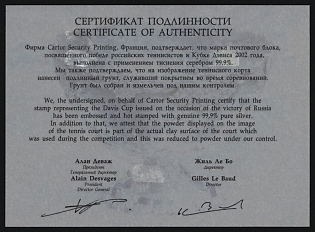 СЕРТИФИКАТ ПОДЛИННОСТИ
CERTIFICATE OF AUTHENTICITY
Фирма Cartor Security Printing, Франция, подтверждает, что марки почтового блока,
посвященного победе российских теннисистов в Кубке Дэвиса 2002 года,
выполнена с применением тиснения серебром 99,9%.
Мы также подтверждаем, что на изображение теннисного корта
нанесен подлинный грунт, служивший покрытием во время соревнований.
Грунт был собран и измельчен под нашим контролем.
We, the undersigned, on behalf of Cartor Security Printing certify that the
stamp representing the Davis Cup issued on the occasion of the victory of Russia
has been embossed and hot stamped with genuine 99,9% pure silver.
In addition to that, we attest that the powder displayed on the image
of the tennis court is part of the actual clay surface of the court which
was used during the competition and this was reduced to powder under our control.
Алан Деваж
Президент
Генеральный директор
Alain Desvages
President
Director General
Жиль Ле Бо
Директор
Gilles Le Baud
Director